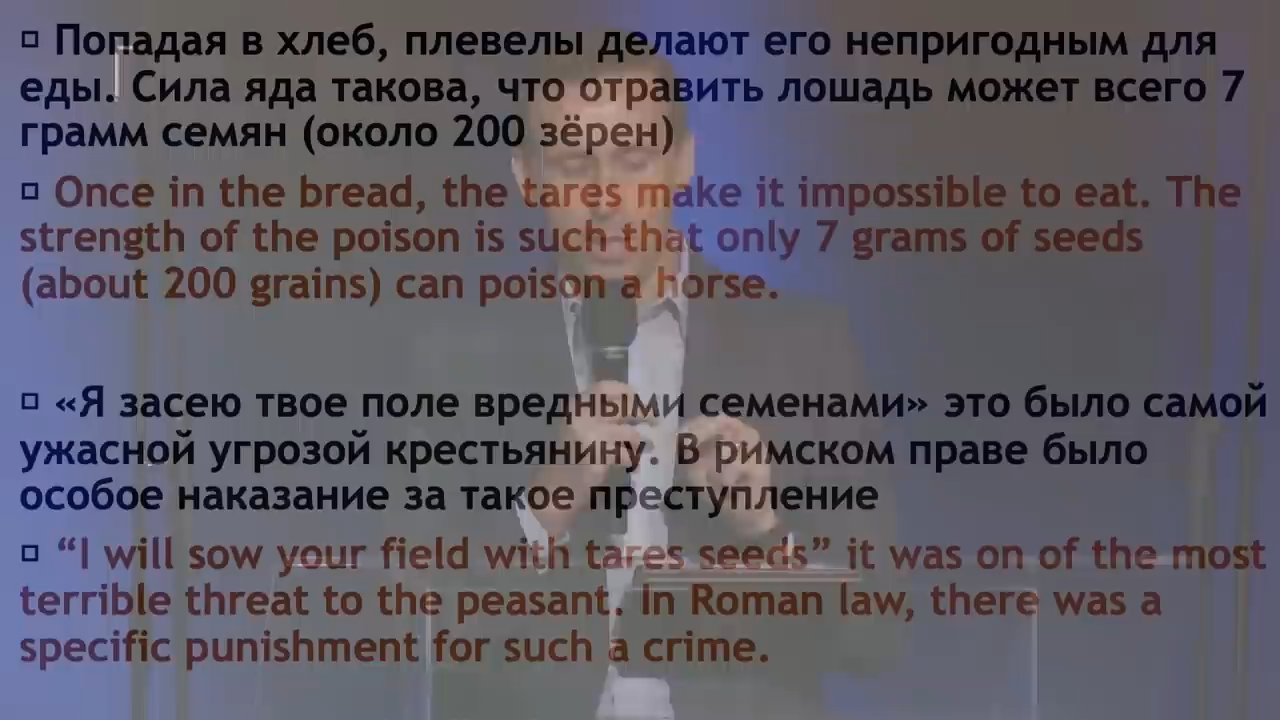 Попадая в хлеб, плевелы делают его непригодным для
еды. Сила яда такова, что отравить лошадь может всего 7
грамм семян (около 200 зёрен)
Once in the bread, the tares make it impossible to eat. The
strength of the poison is such that only 7 grams of seeds
(about 200 grains) can poison a horse.
«Я засею твое поле вредными семенами» это было самой
ужасной угрозой крестьянину. В римском праве было
особое наказание за такое преступление
“I will sow your field with tares seeds” it was on of the most
terrible threat to the peasant. In Roman law, there was a
specific punishment for such a crime.